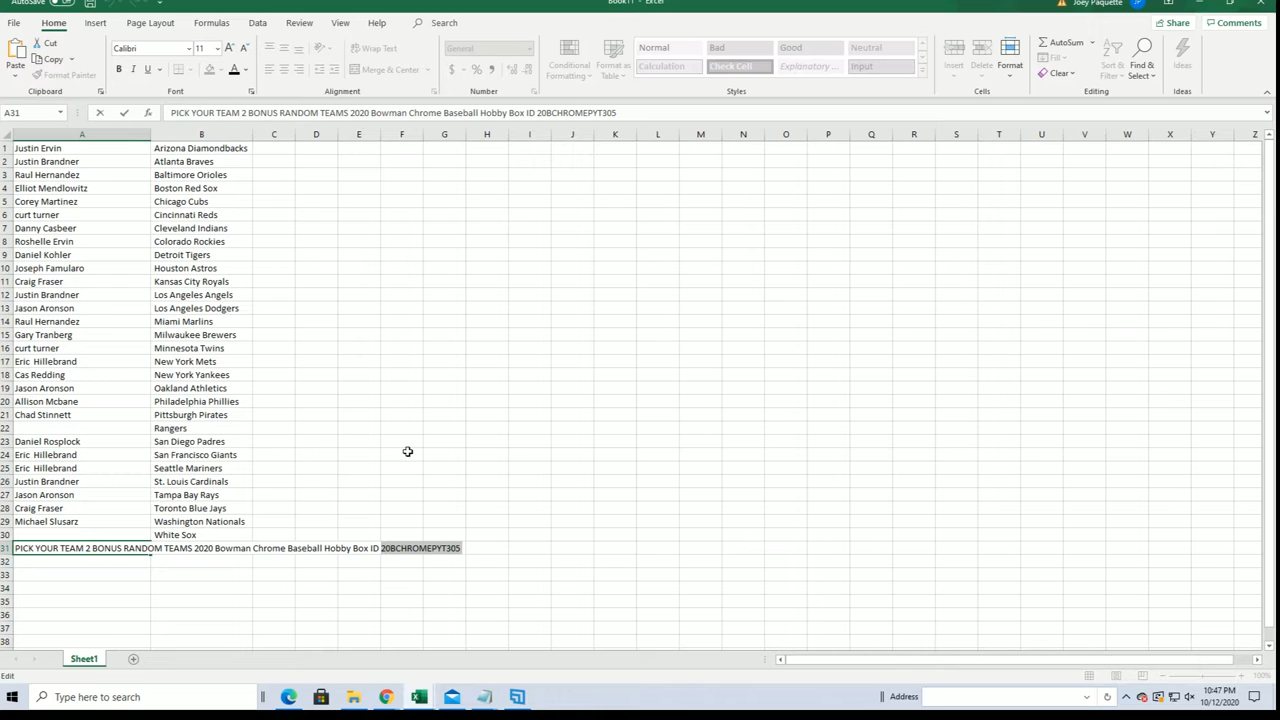 AutoSave Off
Book11 - Excel
Joey Paquette
File Home Insert Page Layout Formulas Data Review View Help Search Share Comments
Paste Cut Calibri 11 Wrap Text General Conditional Formatting Format as Table Normal Bad Good Neutral Insert Delete Format AutoSum Sort & Filter Find & Select Ideas
Copy Fill
Format Painter B I U Merge & Center $ % Calculation Check Cell Explanatory ... Input Clear
Clipboard Font Alignment Number Styles Cells Editing Ideas
A31 fx PICK YOUR TEAM 2 BONUS RANDOM TEAMS 2020 Bowman Chrome Baseball Hobby Box ID 20BCHROMEPYT305
A B C D E F G H I J K L M N O P Q R S T U V W X Y Z
1 Justin Ervin Arizona Diamondbacks
2 Justin Brandner Atlanta Braves
3 Raul Hernandez Baltimore Orioles
4 Elliot Mendlowitz Boston Red Sox
5 Corey Martinez Chicago Cubs
6 curt turner Cincinnati Reds
7 Danny Casbeer Cleveland Indians
8 Roshelle Ervin Colorado Rockies
9 Daniel Kohler Detroit Tigers
10 Joseph Famularo Houston Astros
11 Craig Fraser Kansas City Royals
12 Justin Brandner Los Angeles Angels
13 Jason Aronson Los Angeles Dodgers
14 Raul Hernandez Miami Marlins
15 Gary Tranberg Milwaukee Brewers
16 curt turner Minnesota Twins
17 Eric Hillebrand New York Mets
18 Cas Redding New York Yankees
19 Jason Aronson Oakland Athletics
20 Allison Mcbane Philadelphia Phillies
21 Chad Stinnett Pittsburgh Pirates
22 Rangers
23 Daniel Rosplock San Diego Padres
24 Eric Hillebrand San Francisco Giants
25 Eric Hillebrand Seattle Mariners
26 Justin Brandner St. Louis Cardinals
27 Jason Aronson Tampa Bay Rays
28 Craig Fraser Toronto Blue Jays
29 Michael Slusarz Washington Nationals
30 White Sox
31 PICK YOUR TEAM 2 BONUS RANDOM TEAMS 2020 Bowman Chrome Baseball Hobby Box ID 20BCHROMEPYT305
32
33
34
35
36
37
38
Sheet1
Edit 100%
Type here to search Address 10:47 PM
10/12/2020